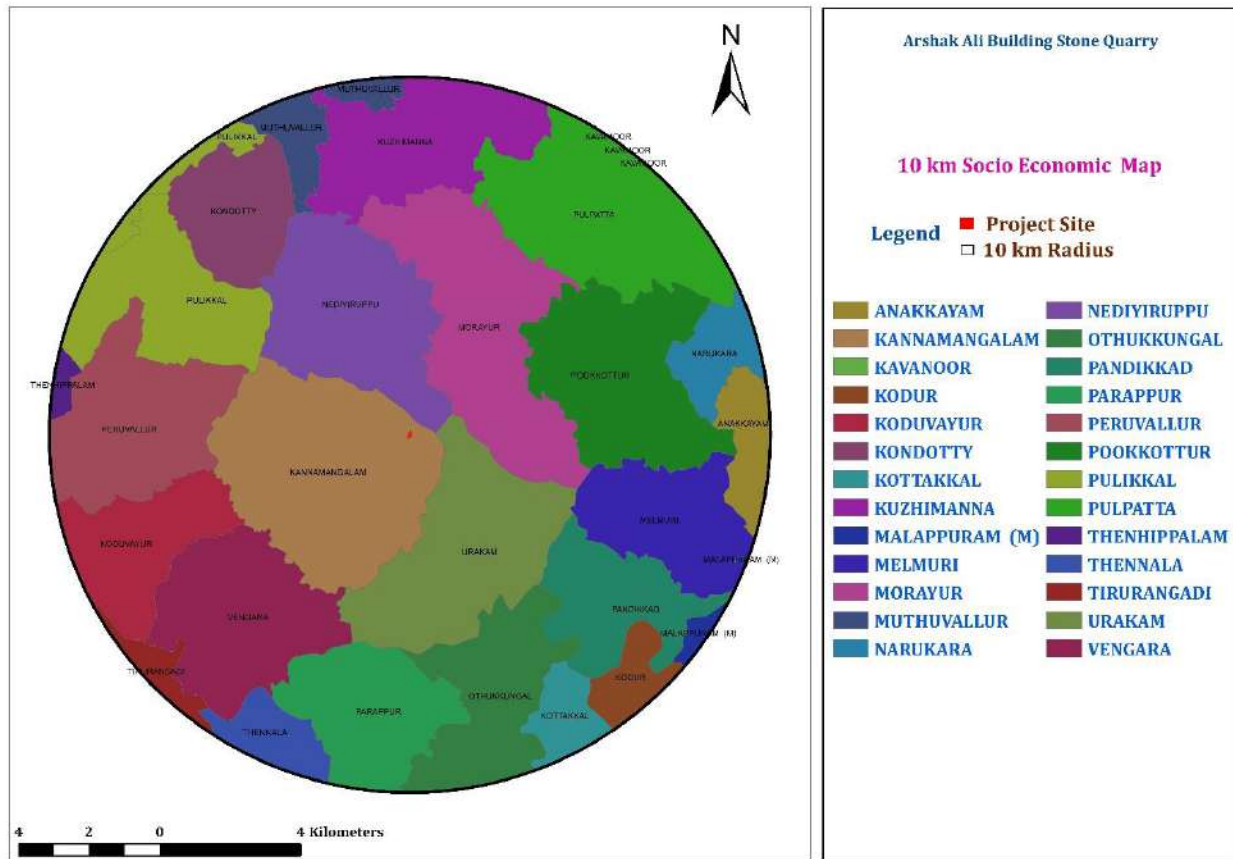 N
MUTHUVALLUR
MUTHUVALLUR
PULIKKAL
KUZHIMANNA
KAVANOOR
KAVANOOR
KAVANOOR
KONDOTTY
PULPATTA
PULIKKAL
NEDIYIRUPPU
MORAYUR
NARUKARA
POOKKOTTUR
THENHIPPALAM
PERUVALLUR
ANAKKAYAM
KANNAMANGALAM
MELMURI
KODUVAYUR
URAKAM
MALAPPURAM (M)
PANDIKKAD
VENGARA
MALAPPURAM (M)
TIRURANGADI
KODUR
OTHUKKUNGAL
PARAPPUR
KOTTAKKAL
THENNALA
4 2 0 4 Kilometers
Arshak Ali Building Stone Quarry
10 km Socio Economic Map
Legend
Project Site
10 km Radius
ANAKKAYAM
KANNAMANGALAM
KAVANOOR
KODUR
KODUVAYUR
KONDOTTY
KOTTAKKAL
KUZHIMANNA
MALAPPURAM (M)
MELMURI
MORAYUR
MUTHUVALLUR
NARUKARA
NEDIYIRUPPU
OTHUKKUNGAL
PANDIKKAD
PARAPPUR
PERUVALLUR
POOKKOTTUR
PULIKKAL
PULPATTA
THENHIPPALAM
THENNALA
TIRURANGADI
URAKAM
VENGARA